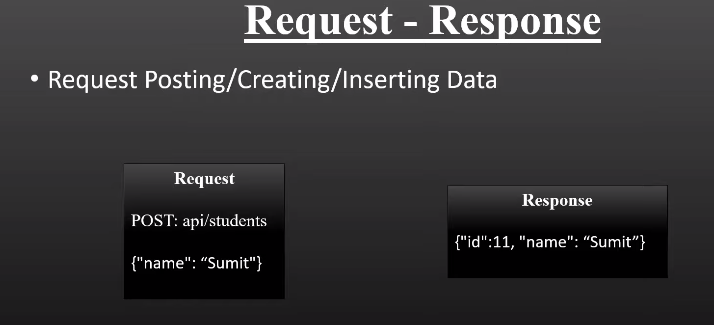 Request - Response
• Request Posting/Creating/Inserting Data
Request
POST: api/students
{"name": “Sumit"}
Response
{"id":11, "name": “Sumit”}